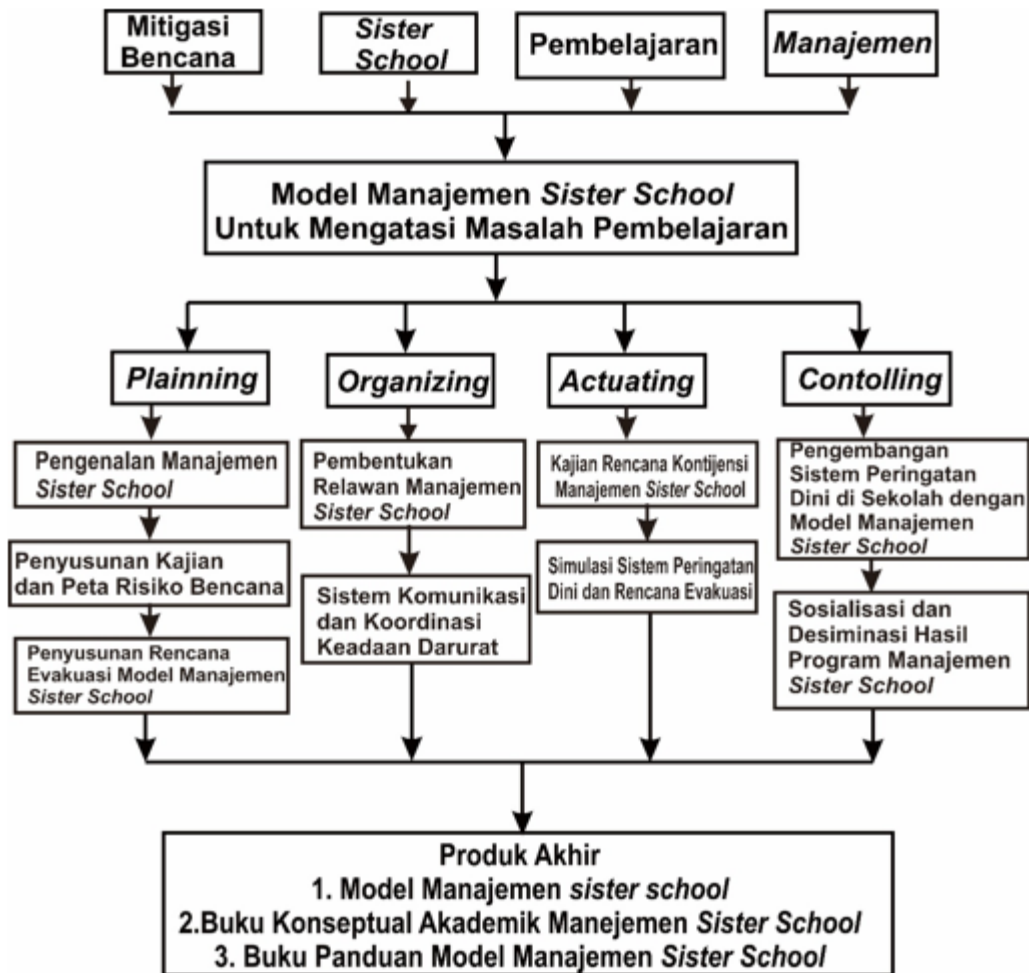 Mitigasi
Bencana
Sister
School
Pembelajaran
Manajemen
Model Manajemen Sister School
Untuk Mengatasi Masalah Pembelajaran
Plainning
Organizing
Actuating
Contolling
Pengenalan Manajemen
Sister School
Penyusunan Kajian
dan Peta Risiko Bencana
Penyusunan Rencana
Evakuasi Model Manajemen
Sister School
Pembentukan
Relawan Manajemen
Sister School
Sistem Komunikasi
dan Koordinasi
Keadaan Darurat
Kajian Rencana Kontijensi
Manajemen Sister School
Simulasi Sistem Peringatan
Dini dan Rencana Evakuasi
Pengembangan
Sistem Peringatan
Dini di Sekolah dengan
Model Manajemen
Sister School
Sosialisasi dan
Desiminasi Hasil
Program Manajemen
Sister School
Produk Akhir
1. Model Manajemen sister school
2.Buku Konseptual Akademik Manejemen Sister School
3. Buku Panduan Model Manajemen Sister School